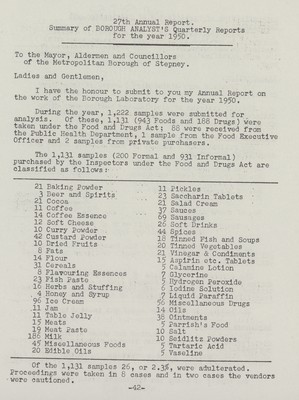 27th Annual Report.
Summary of BOROUGH ANALYST'S Quarterly Reports
for the year 1950.
To the Mayor, Aldermen and Councillors
of the Metropolitan Borough of Stepney.
Ladies and Gentlemen,
I have the honour to submit to you my Annual Report on
the work of the Borough Laboratory for the year 1950.
During the year, 1,222 samples were submitted for
analysis. Of these, 1,131 (943 Foods and 188 Drugs) were
taken under the Food and Drugs Act; 88 were received from
the Public Health Department, 1 sample from the Food Executive
Officer and 2 samples from private purchasers.
The 1,131 samples (200 Formal and 931 Informal)
purchased by the Inspectors under the Food and Drugs Act are
classified as follows:-
21 Baking Powder
3 Beer and Spirits
21 Cocoa
11 Coffee
14 Coffee Essence
12 Soft Cheese
10 Curry Powder
42 Custard Powder
10 Dried Fruits
8 Fats
14 Flour
31 Cereals
8 Flavouring Essences
23 Fish Paste
16 Herbs and Stuffing
4 Honey and Syrup
96 Ice Cream
11 Jam
11 Table Jelly
15 Meats
19 Meat Paste
186 Milk
45 Miscellaneous Foods
20 Edible Oils
11 Pickles
23 Saccharin Tablets
21 Salad Cream
37 Sauces
69 Sausages
26 Soft Drinks
44 Spices
18 Tinned Fish and Soups
20 Tinned Vegetables
21 Vinegar & Condiments
15 Aspirin etc. Tablets
5 Calamine Lotion
7 Glycerine
5 Hydrogen Peroxide
6 Iodine Solution
7 Liquid Paraffin
56 Miscellaneous Drugs
14 Oils
38 Ointments
5 Parrish's Food
10 Salt
10 Seidlitz Powders
5 Tartaric Acid
5 Vaseline
Of the 1,131 samples 26, or 2.3%, were adulterated.
Proceedings were taken in 8 cases and in two cases the vendors
were cautioned.
-42-